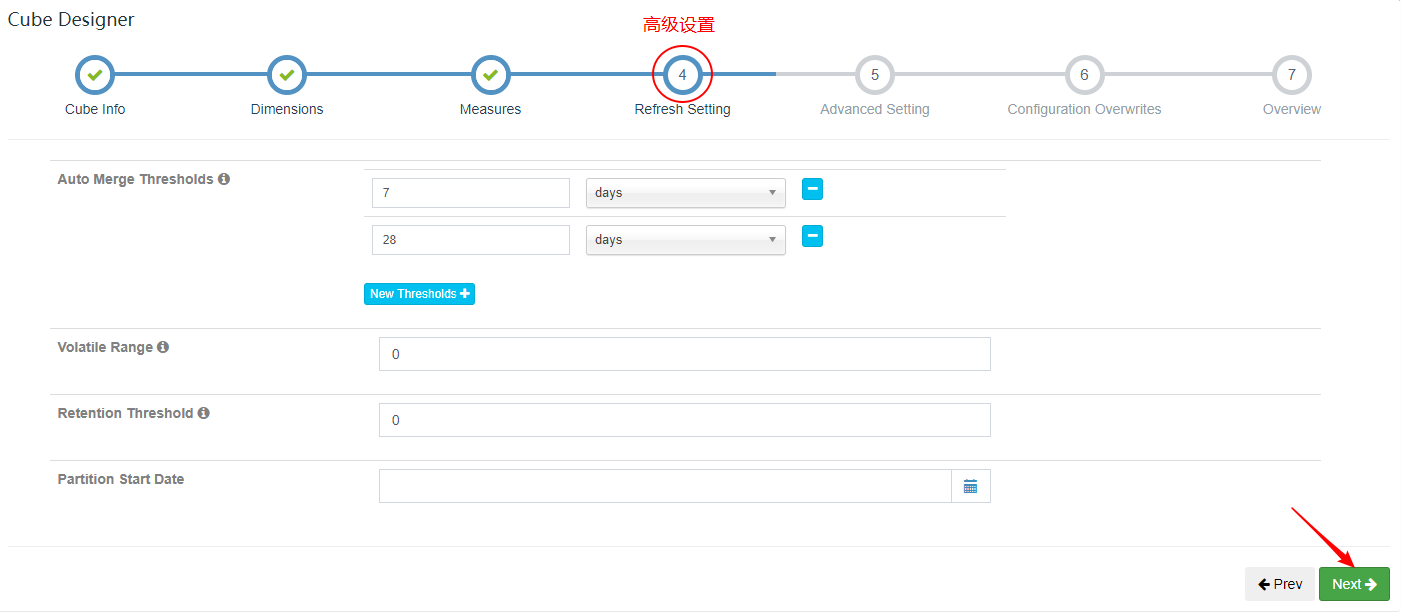 Cube Designer
高级设置
4
5
6
7
Cube Info
Dimensions
Measures
Refresh Setting
Advanced Setting
Configuration Overwrites
Overview
Auto Merge Thresholds
7
days
28
days
New Thresholds
Volatile Range
0
Retention Threshold
0
Partition Start Date
Prev
Next